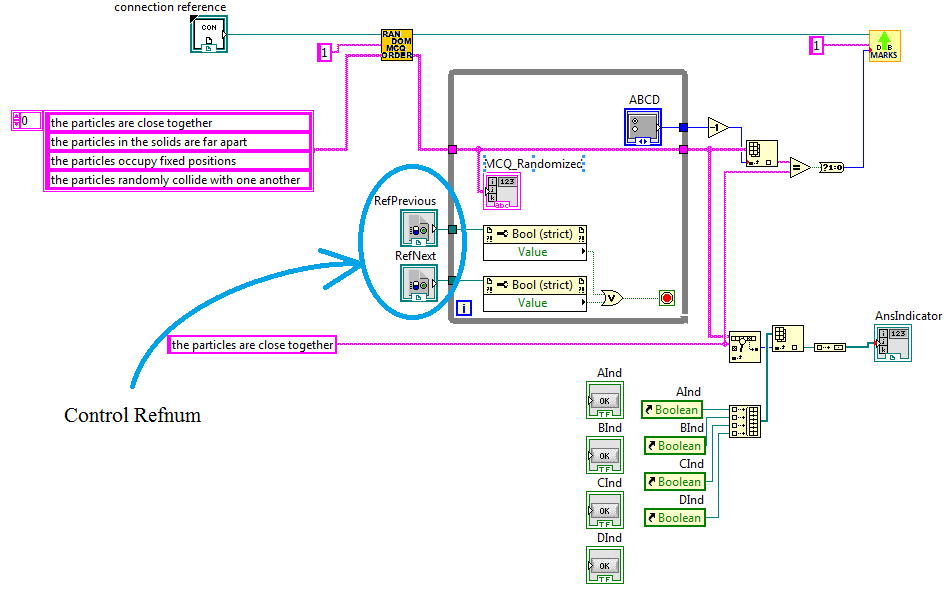 connection reference
CON
1
RAN
DOM
MCQ
ORDER
1
D B
MARKS
0
the particles are close together
the particles in the solids are far apart
the particles occupy fixed positions
the particles randomly collide with one another
ABCD
-1
MCQ_Randomized
123
abc
= ?1:0
RefPrevious
RefNext
Bool (strict)
Value
Bool (strict)
Value
V
i
the particles are close together
AnsIndicator
123
Control Refnum
AInd
OK
TF
BInd
OK
TF
CInd
OK
TF
DInd
OK
TF
AInd
Boolean
BInd
Boolean
CInd
Boolean
DInd
Boolean